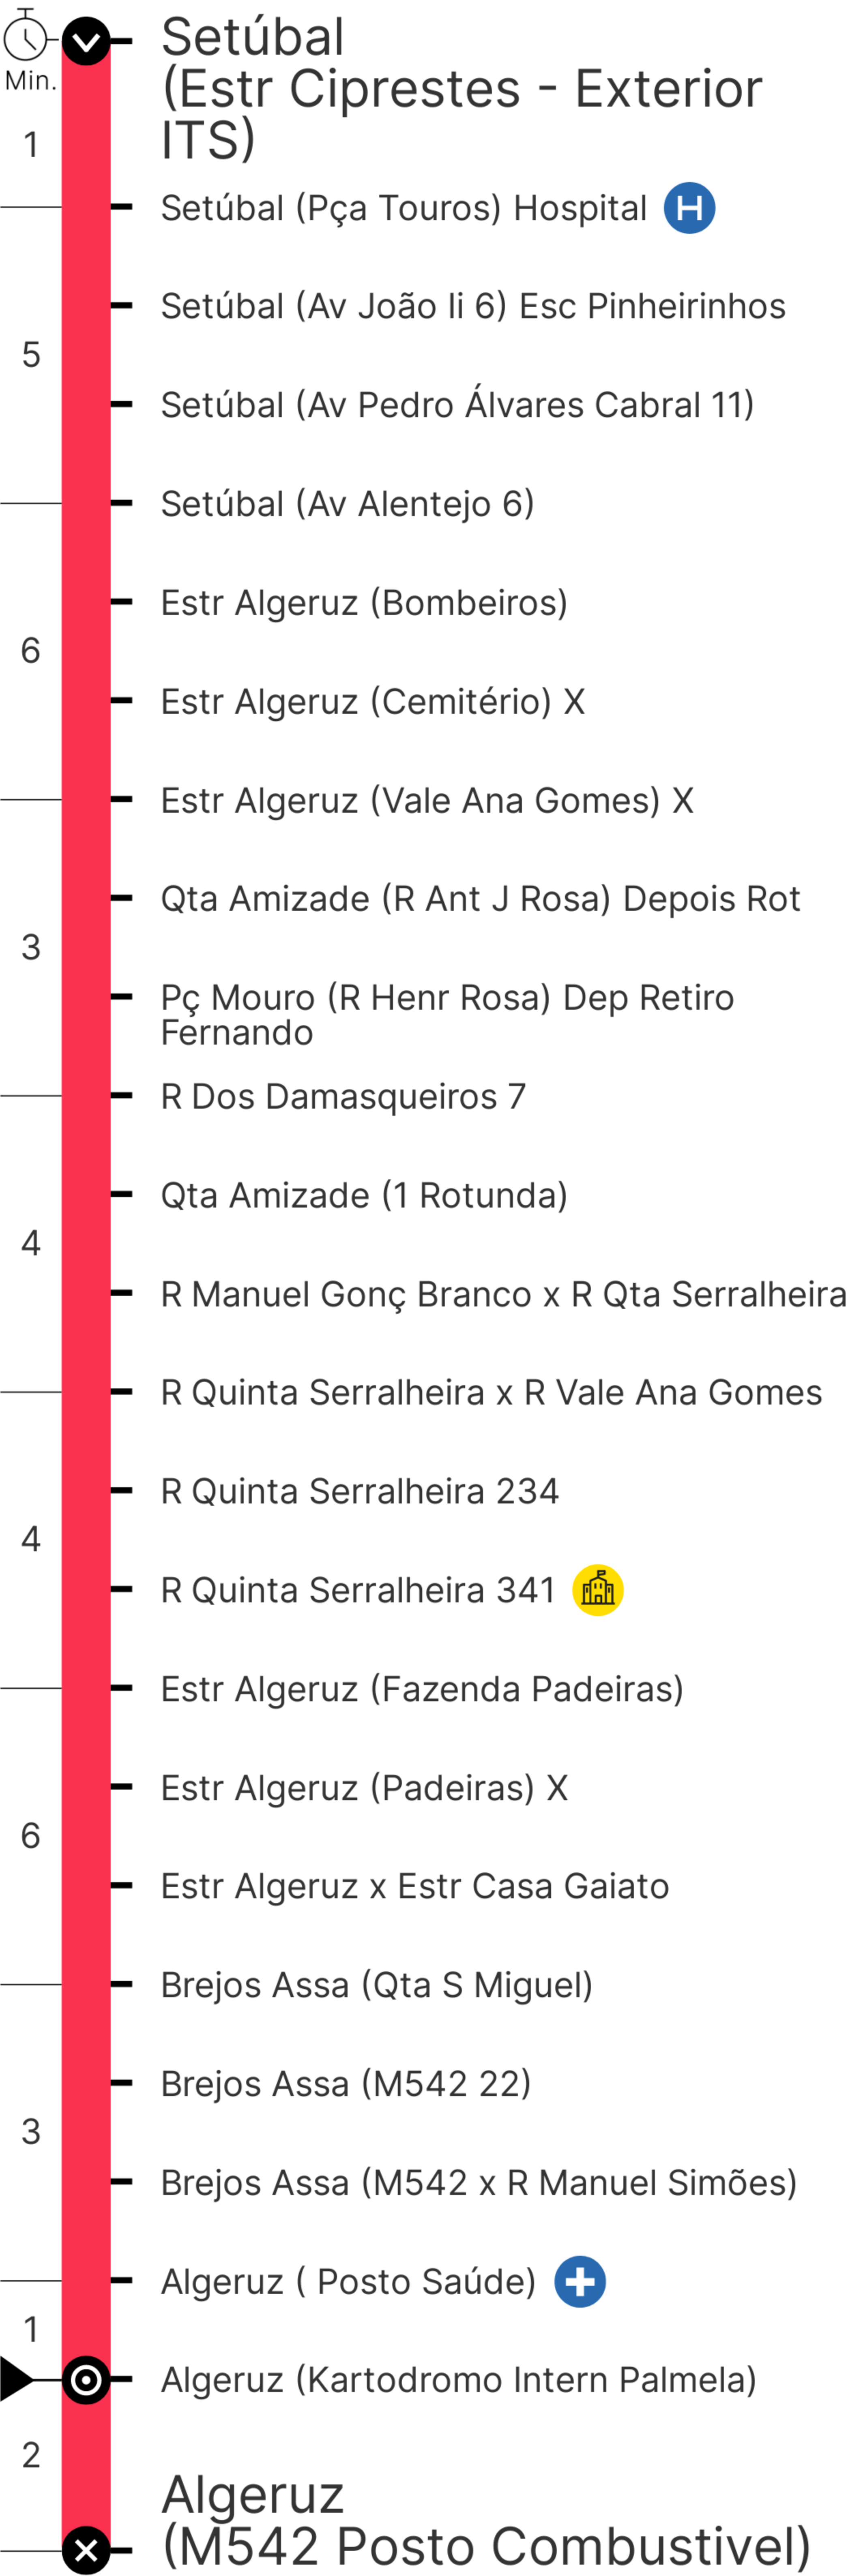 Setúbal
(Estr Ciprestes - Exterior
ITS)
Min.
1
Setúbal (Pça Touros) Hospital H
Setúbal (Av João Ii 6) Esc Pinheirinhos
5
Setúbal (Av Pedro Álvares Cabral 11)
Setúbal (Av Alentejo 6)
Estr Algeruz (Bombeiros)
6
Estr Algeruz (Cemitério) X
Estr Algeruz (Vale Ana Gomes) X
Qta Amizade (R Ant J Rosa) Depois Rot
3
Pç Mouro (R Henr Rosa) Dep Retiro
Fernando
R Dos Damasqueiros 7
Qta Amizade (1 Rotunda)
4
R Manuel Gonç Branco x R Qta Serralheira
R Quinta Serralheira x R Vale Ana Gomes
R Quinta Serralheira 234
4
R Quinta Serralheira 341
Estr Algeruz (Fazenda Padeiras)
Estr Algeruz (Padeiras) X
6
Estr Algeruz x Estr Casa Gaiato
Brejos Assa (Qta S Miguel)
Brejos Assa (M542 22)
3
Brejos Assa (M542 x R Manuel Simões)
Algeruz ( Posto Saúde)
1
Algeruz (Kartodromo Intern Palmela)
2
Algeruz
(M542 Posto Combustivel)